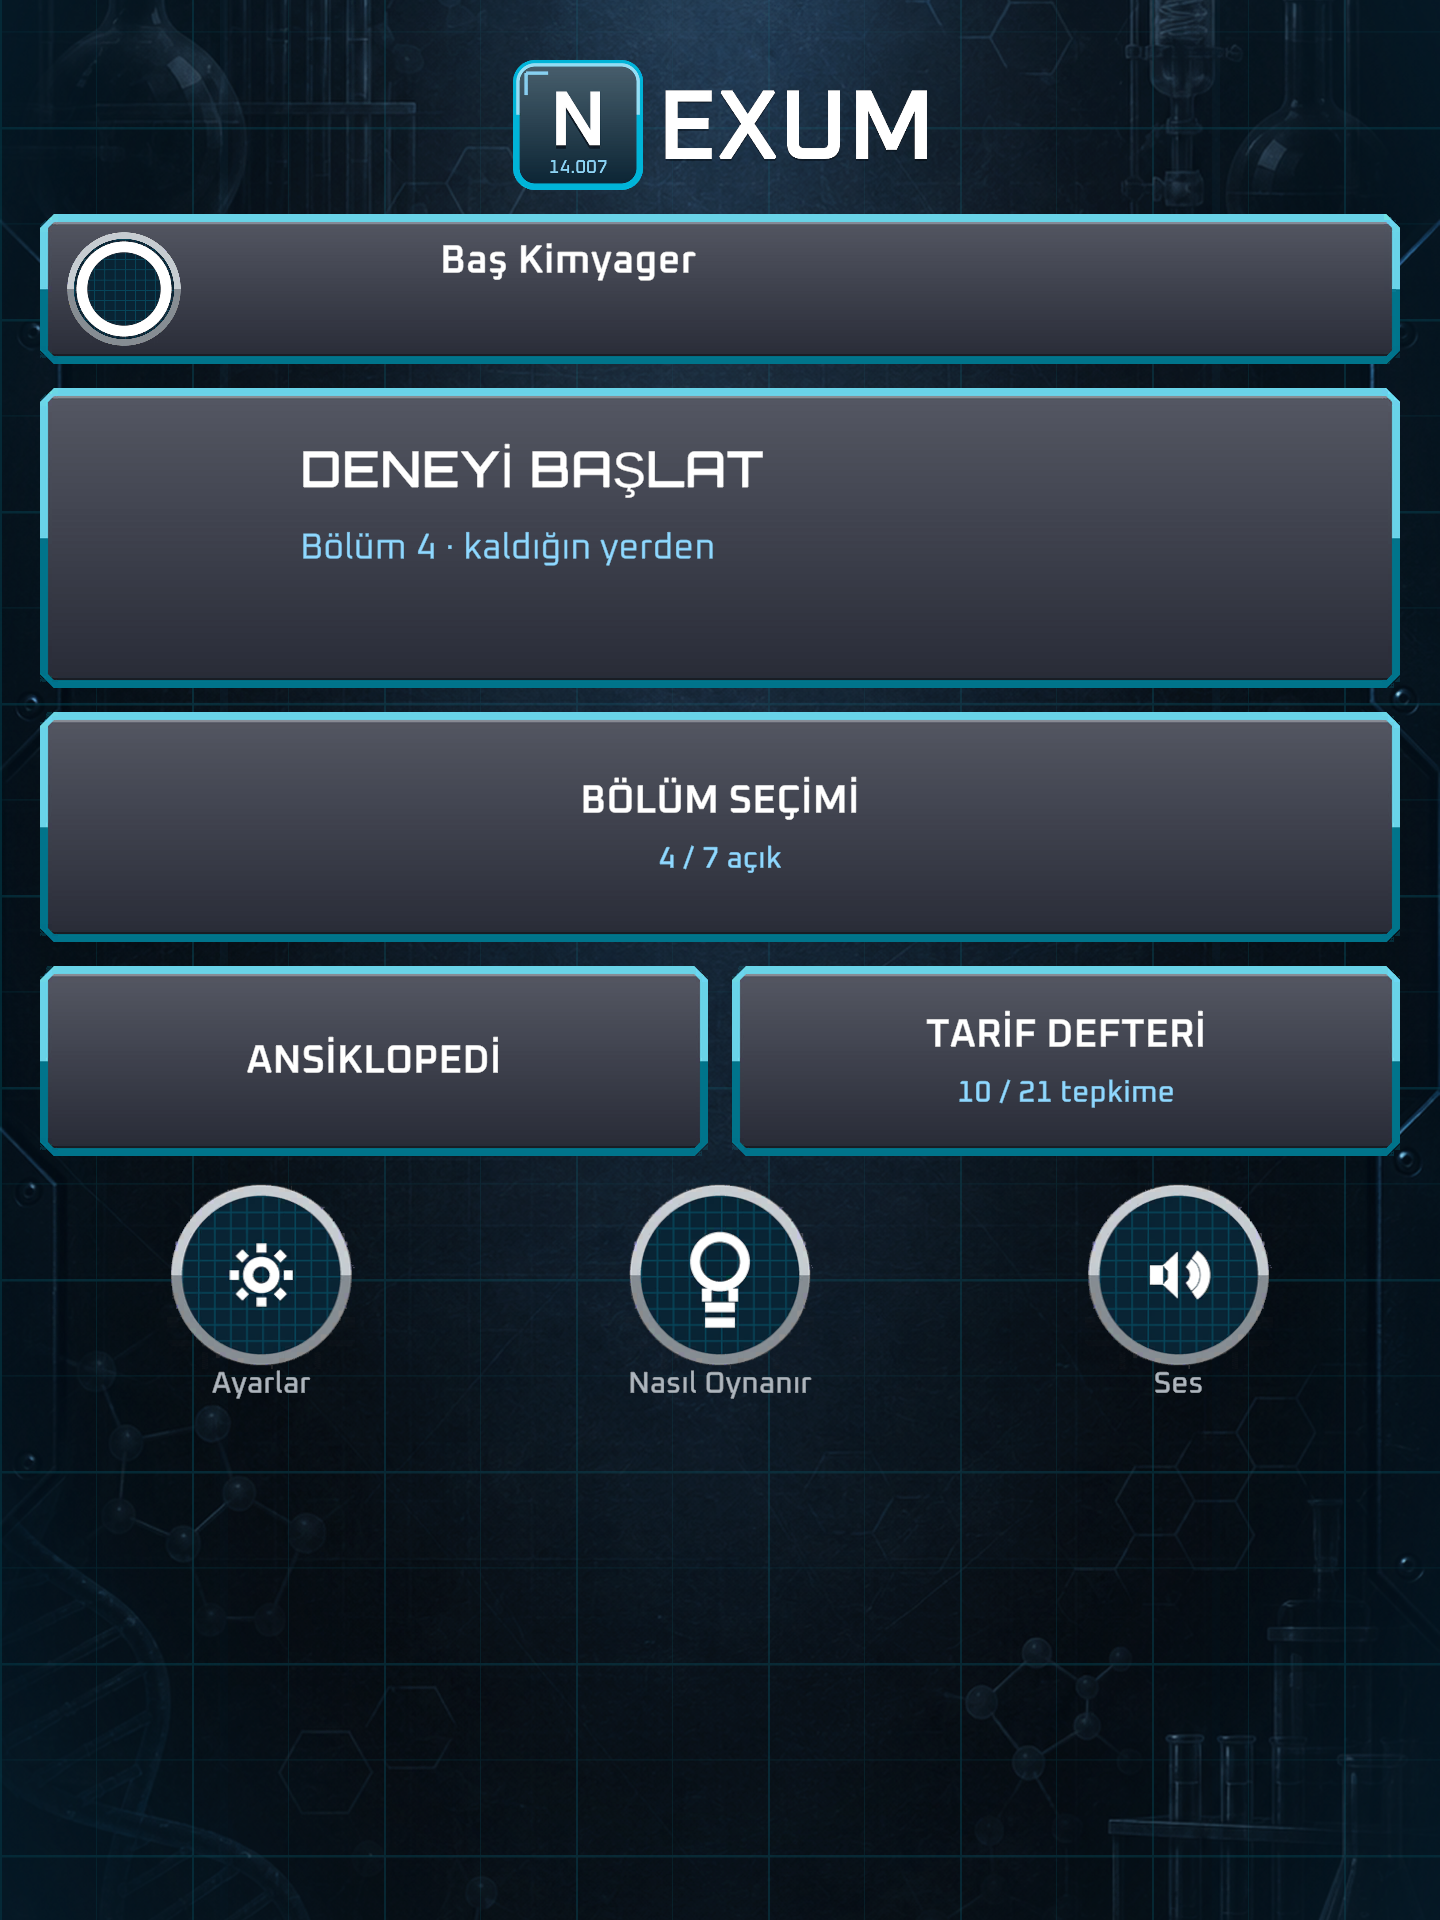 N
14.007
EXUM
Baş Kimyager
DENEYİ BAŞLAT
Bölüm 4 · kaldığın yerden
BÖLÜM SEÇİMİ
4 / 7 açık
ANSİKLOPEDİ
TARİF DEFTERİ
10 / 21 tepkime
Ayarlar
Nasıl Oynanır
Ses